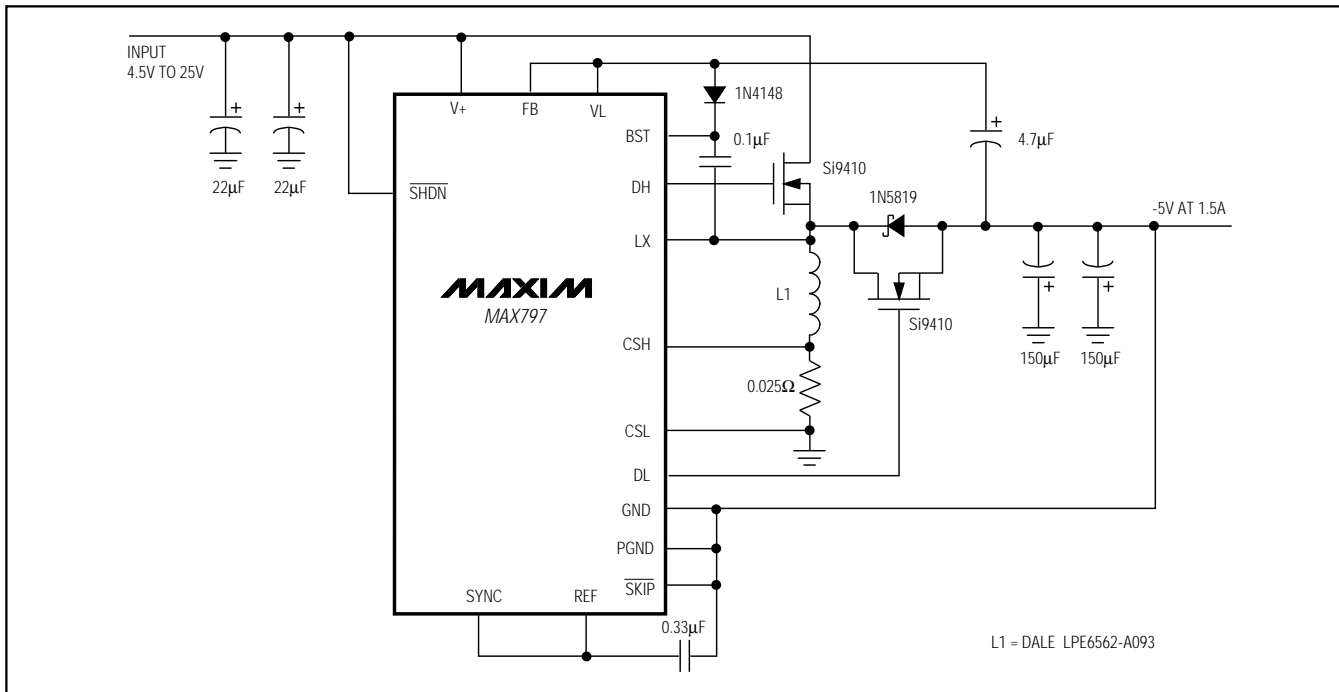 INPUT
4.5V TO 25V
+
+
22μF
22μF
V+
FB
VL
1N4148
BST
0.1μF
+
4.7μF
Si9410
SHDN
DH
1N5819
-5V AT 1.5A
LX
MAXIM
MAX797
L1
Si9410
+
+
CSH
150μF
150μF
0.025Ω
CSL
DL
GND
PGND
SKIP
SYNC
REF
0.33μF
L1 = DALE LPE6562-A093